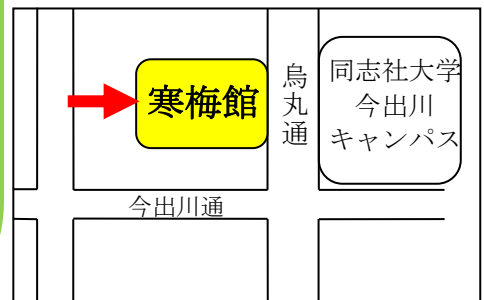 寒梅館
烏丸通
同志社大学
今出川
キャンパス
今出川通